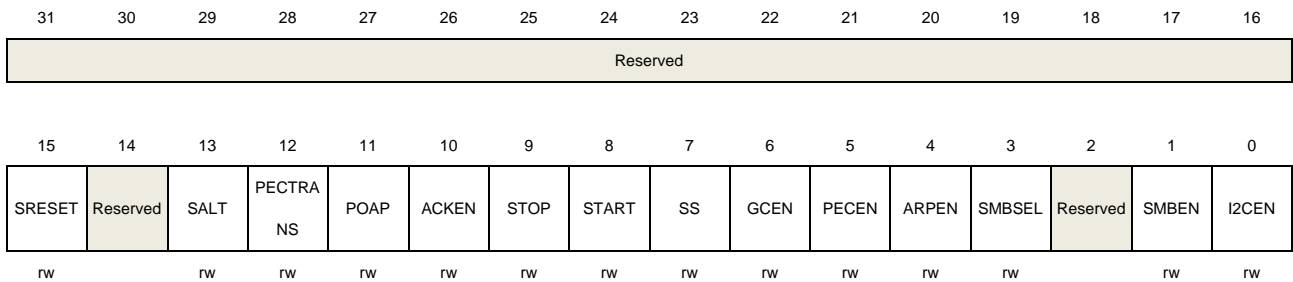 31 30 29 28 27 26 25 24 23 22 21 20 19 18 17 16
Reserved
15 14 13 12 11 10 9 8 7 6 5 4 3 2 1 0
SRESET Reserved SALT PECTRA NS POAP ACKEN STOP START SS GCEN PECEN ARPEN SMBSEL Reserved SMBEN I2CEN
rw rw rw rw rw rw rw rw rw rw rw rw rw rw